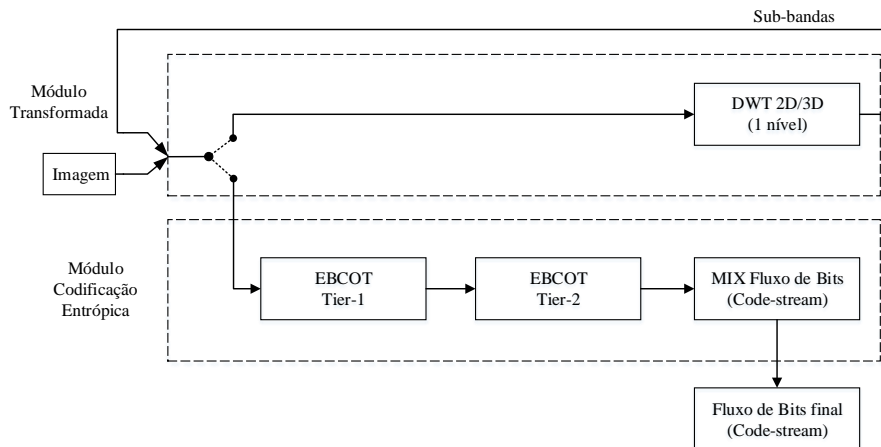 Sub-bandas
Módulo
Transformada
DWT 2D/3D
(1 nível)
Imagem
Módulo
Codificação
Entrópica
EBCOT
Tier-1
EBCOT
Tier-2
MIX Fluxo de Bits
(Code-stream)
Fluxo de Bits final
(Code-stream)